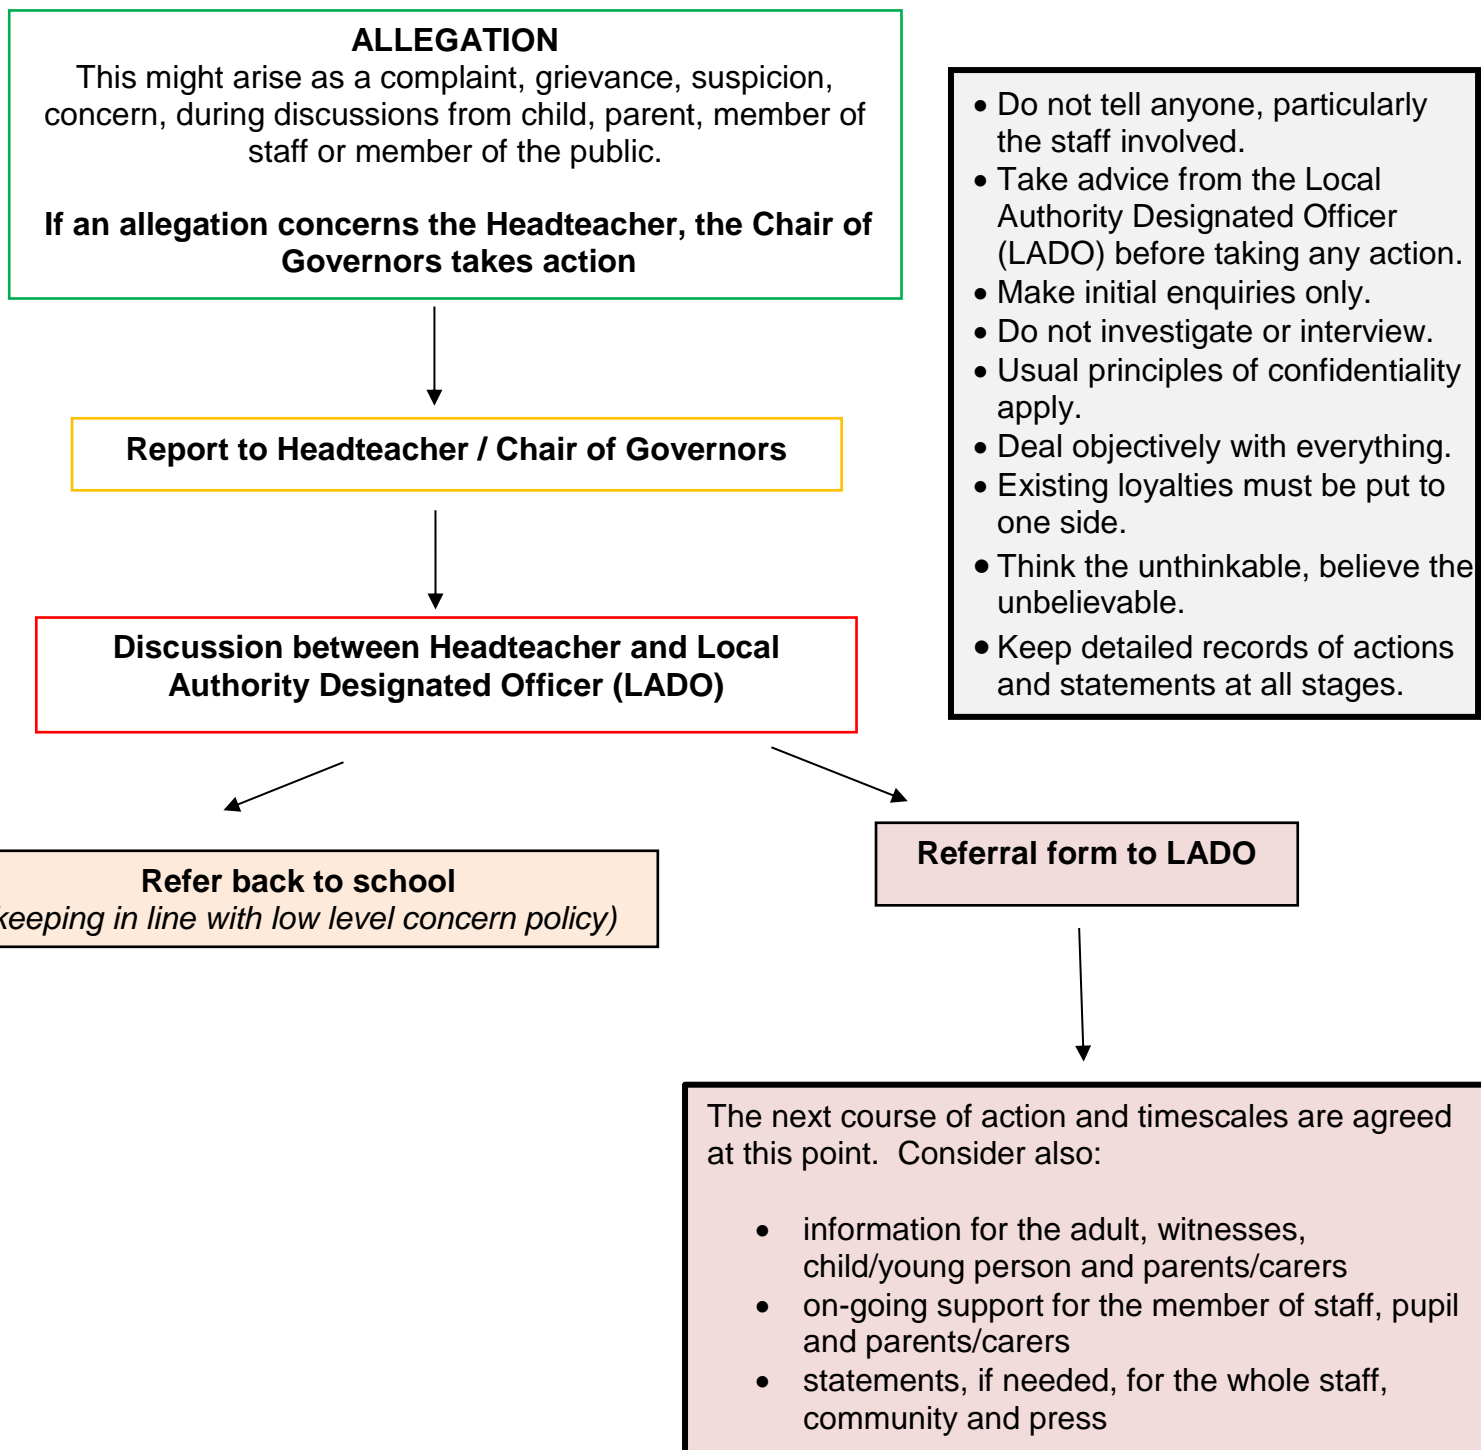 ALLEGATION
This might arise as a complaint, grievance, suspicion,
concern, during discussions from child, parent, member of
staff or member of the public.
If an allegation concerns the Headteacher, the Chair of
Governors takes action
• Do not tell anyone, particularly
the staff involved.
• Take advice from the Local
Authority Designated Officer
(LADO) before taking any action.
• Make initial enquiries only.
• Do not investigate or interview.
• Usual principles of confidentiality
apply.
• Deal objectively with everything.
• Existing loyalties must be put to
one side.
• Think the unthinkable, believe the
unbelievable.
• Keep detailed records of actions
and statements at all stages.
Report to Headteacher / Chair of Governors
Discussion between Headteacher and Local
Authority Designated Officer (LADO)
Refer back to school
keeping in line with low level concern policy)
Referral form to LADO
The next course of action and timescales are agreed
at this point.  Consider also:
• information for the adult, witnesses,
child/young person and parents/carers
• on-going support for the member of staff, pupil
and parents/carers
• statements, if needed, for the whole staff,
community and press